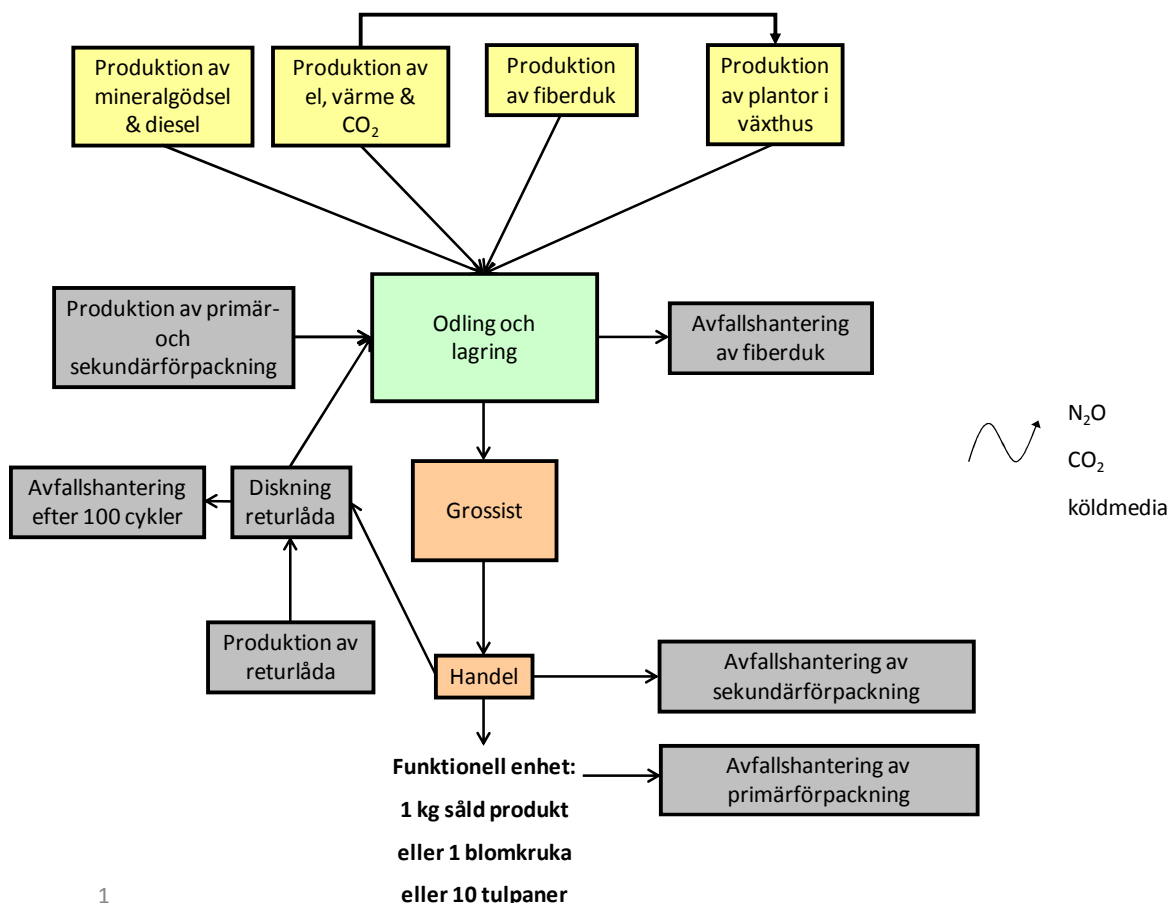 Produktion av
mineralgödsel
& diesel
Produktion av
el, värme &
CO₂
Produktion
av fiberduk
Produktion
av plantor i
växthus
Produktion av primär-
och
sekundärförpackning
Odling och
lagring
Avfallshantering
av fiberduk
N₂O
CO₂
köldmedia
Avfallshantering
efter 100 cykler
Diskning
returlåda
Grossist
Produktion av
returlåda
Handel
Avfallshantering av
sekundärförpackning
Funktionell enhet:
1 kg såld produkt
eller 1 blomkruka
eller 10 tulpaner
Avfallshantering av
primärförpackning
1